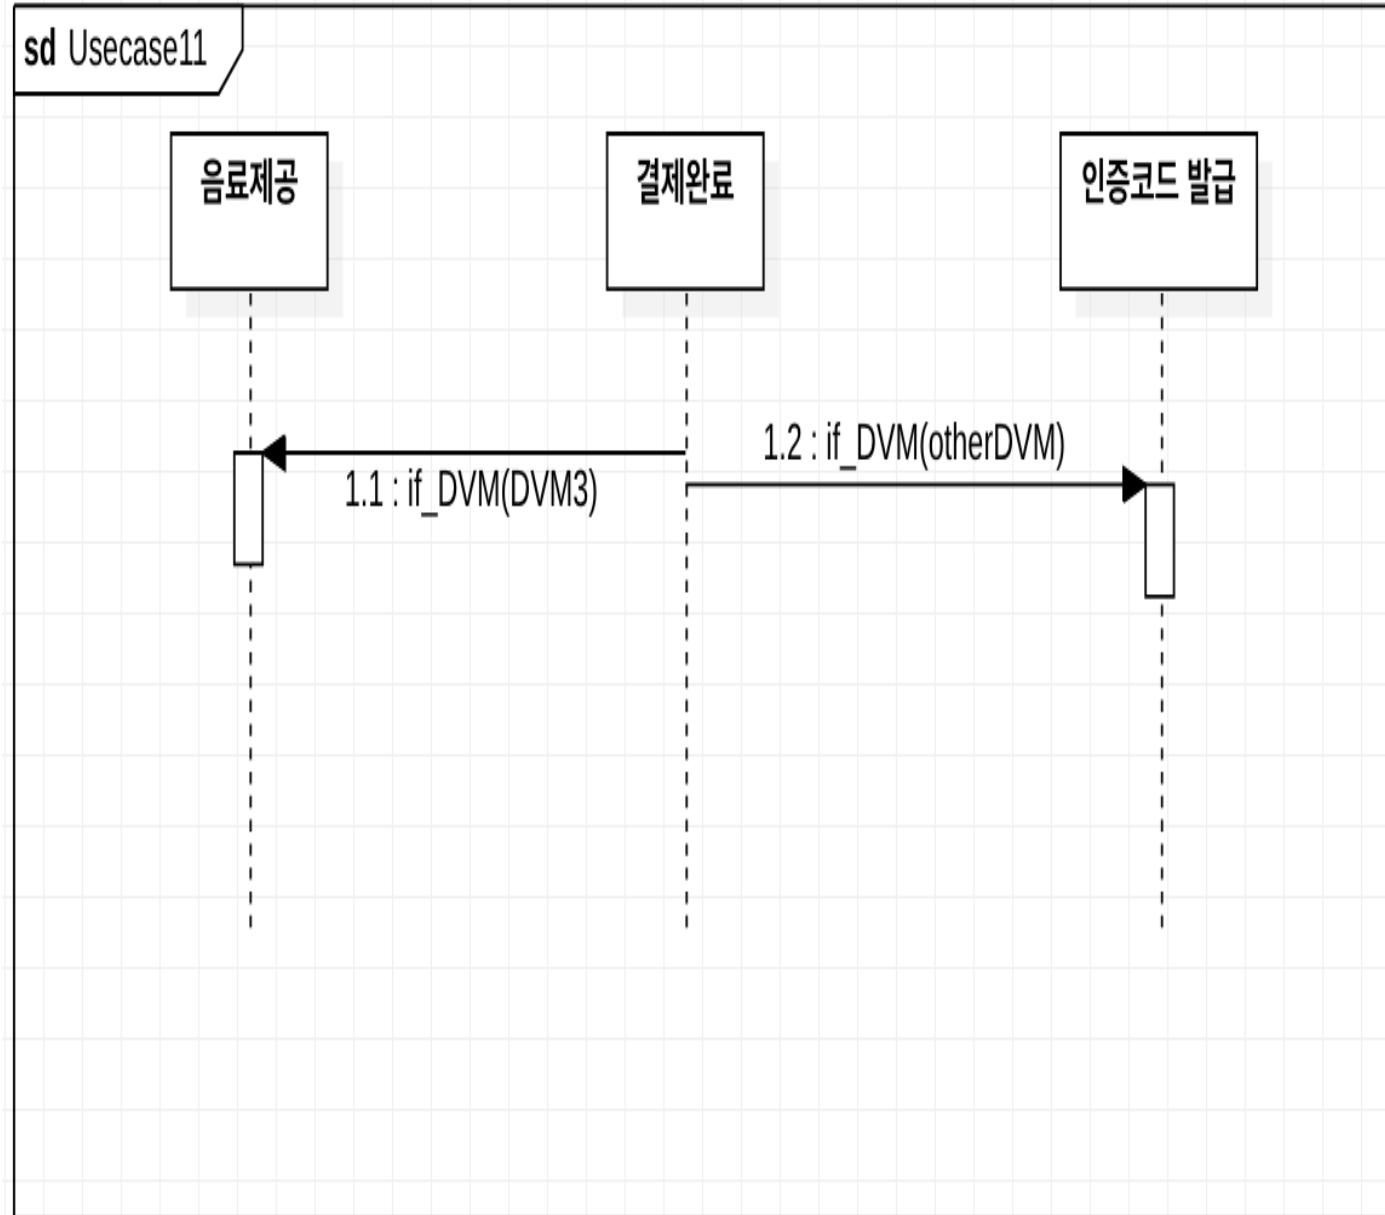 sd Usecase11
음료제공
결제완료
인증코드 발급
1.2 : if_DVM(otherDVM)
1.1 : if_DVM(DVM3)